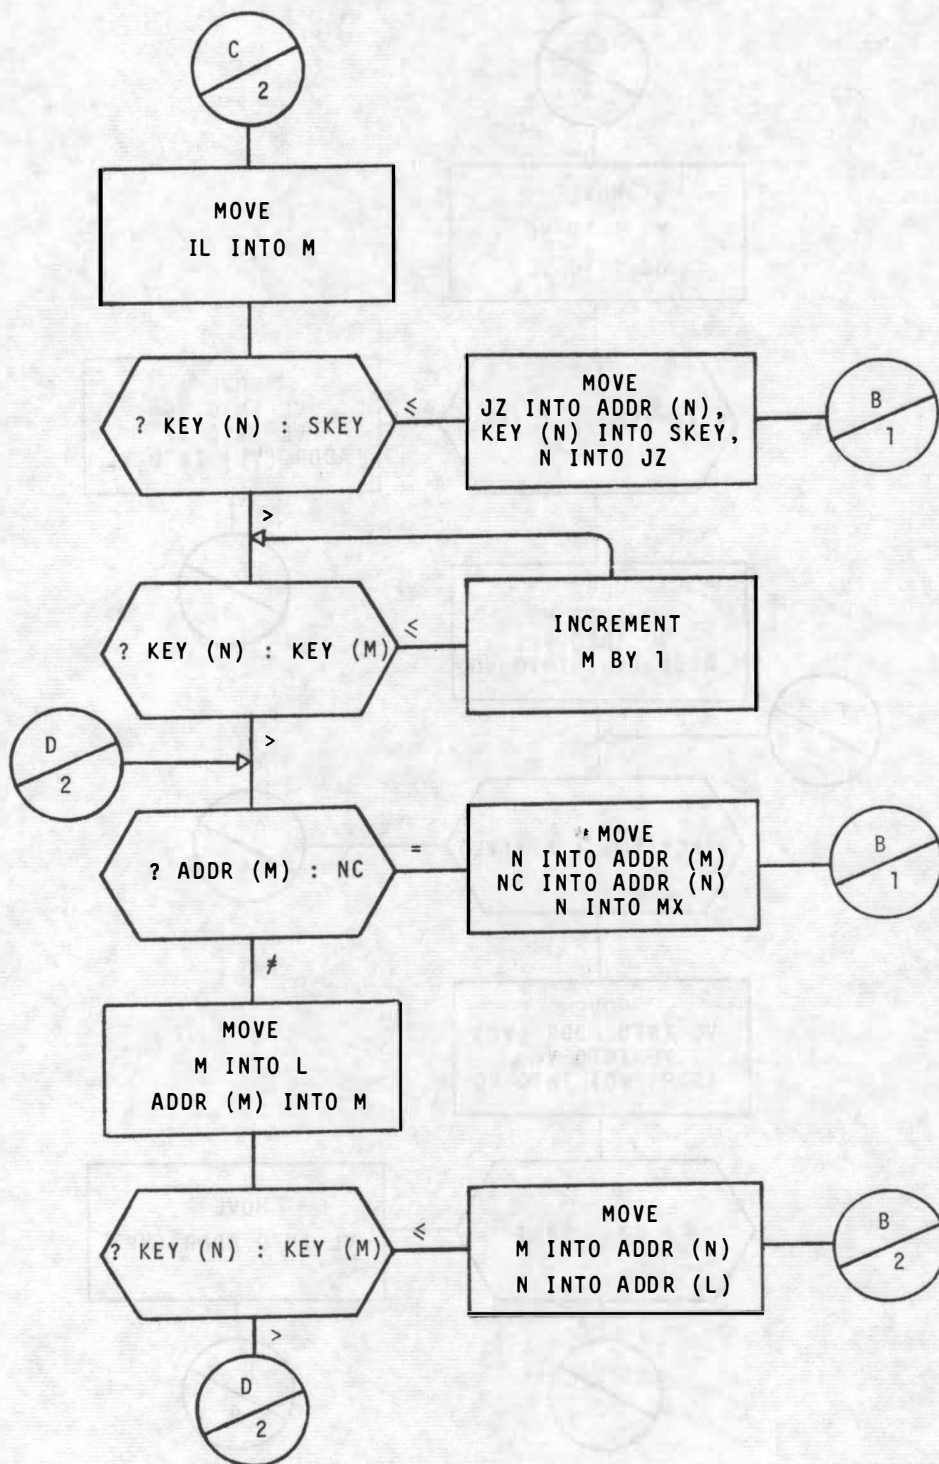 C
2
MOVE
IL INTO M
? KEY (N) : SKEY
≤
MOVE
JZ INTO ADDR (N),
KEY (N) INTO SKEY,
N INTO JZ
B
1
>
? KEY (N) : KEY (M)
≤
INCREMENT
M BY 1
D
2
>
? ADDR (M) : NC
=
MOVE
N INTO ADDR (M)
NC INTO ADDR (N)
N INTO MX
B
1
≠
MOVE
M INTO L
ADDR (M) INTO M
? KEY (N) : KEY (M)
≤
MOVE
M INTO ADDR (N)
N INTO ADDR (L)
B
2
>
D
2